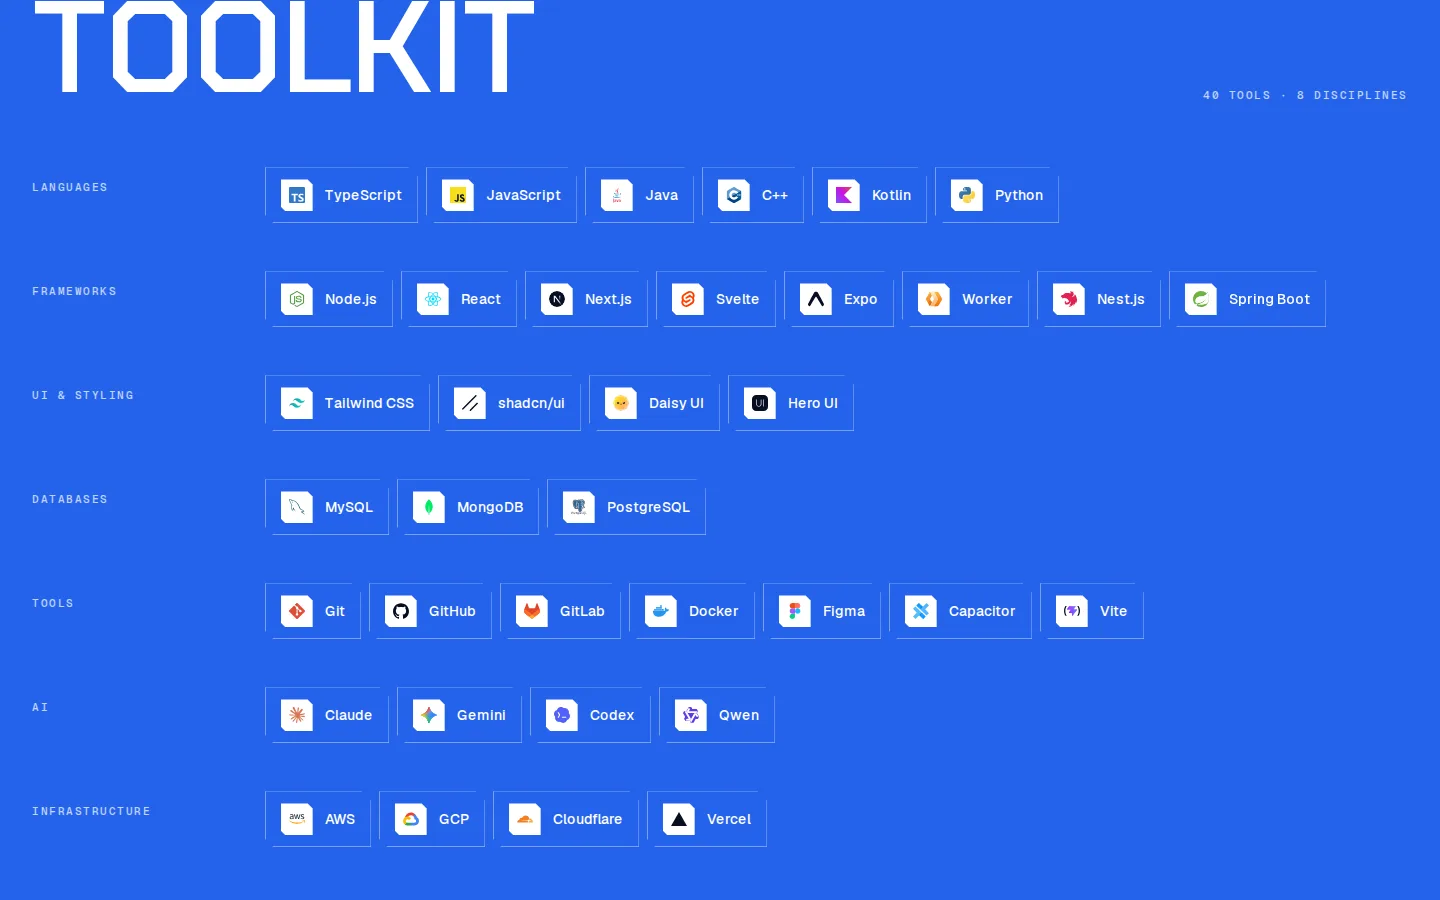 TOOLKIT
40 TOOLS · 8 DISCIPLINES
LANGUAGES
TypeScript JavaScript Java C++ Kotlin Python
FRAMEWORKS
Node.js React Next.js Svelte Expo Worker Nest.js Spring Boot
UI & STYLING
Tailwind CSS shadcn/ui Daisy UI Hero UI
DATABASES
MySQL MongoDB PostgreSQL
TOOLS
Git GitHub GitLab Docker Figma Capacitor Vite
AI
Claude Gemini Codex Qwen
INFRASTRUCTURE
AWS GCP Cloudflare Vercel